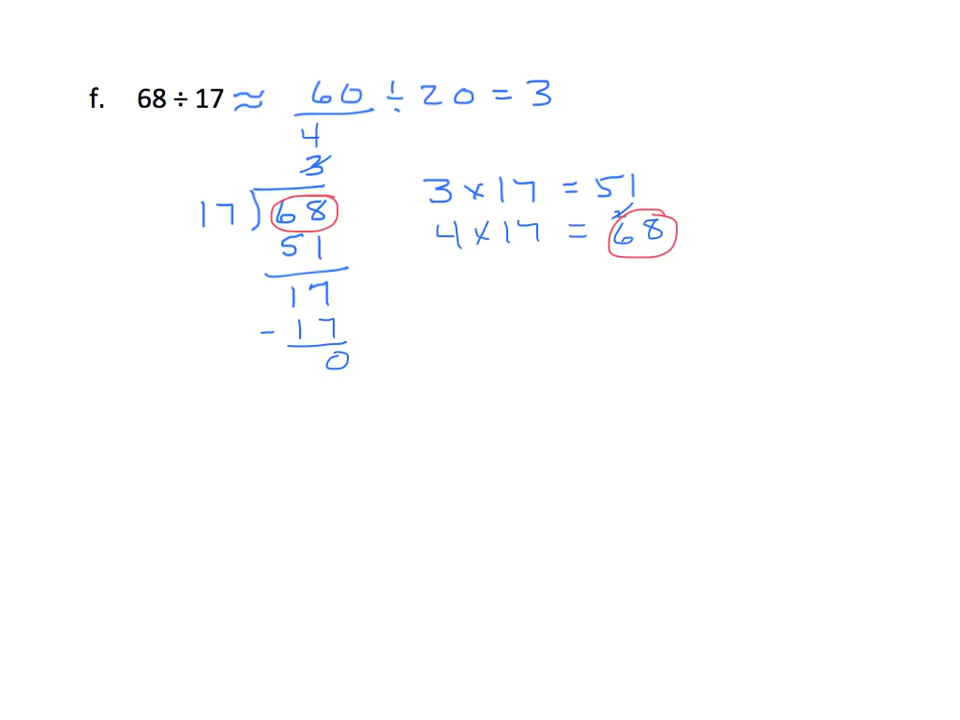 f. 68 ÷ 17 ≈ 60 ÷ 20 = 3
4
3
17)68
51
17
- 17
0
3 x 17 = 51
2
4 x 17 = 68